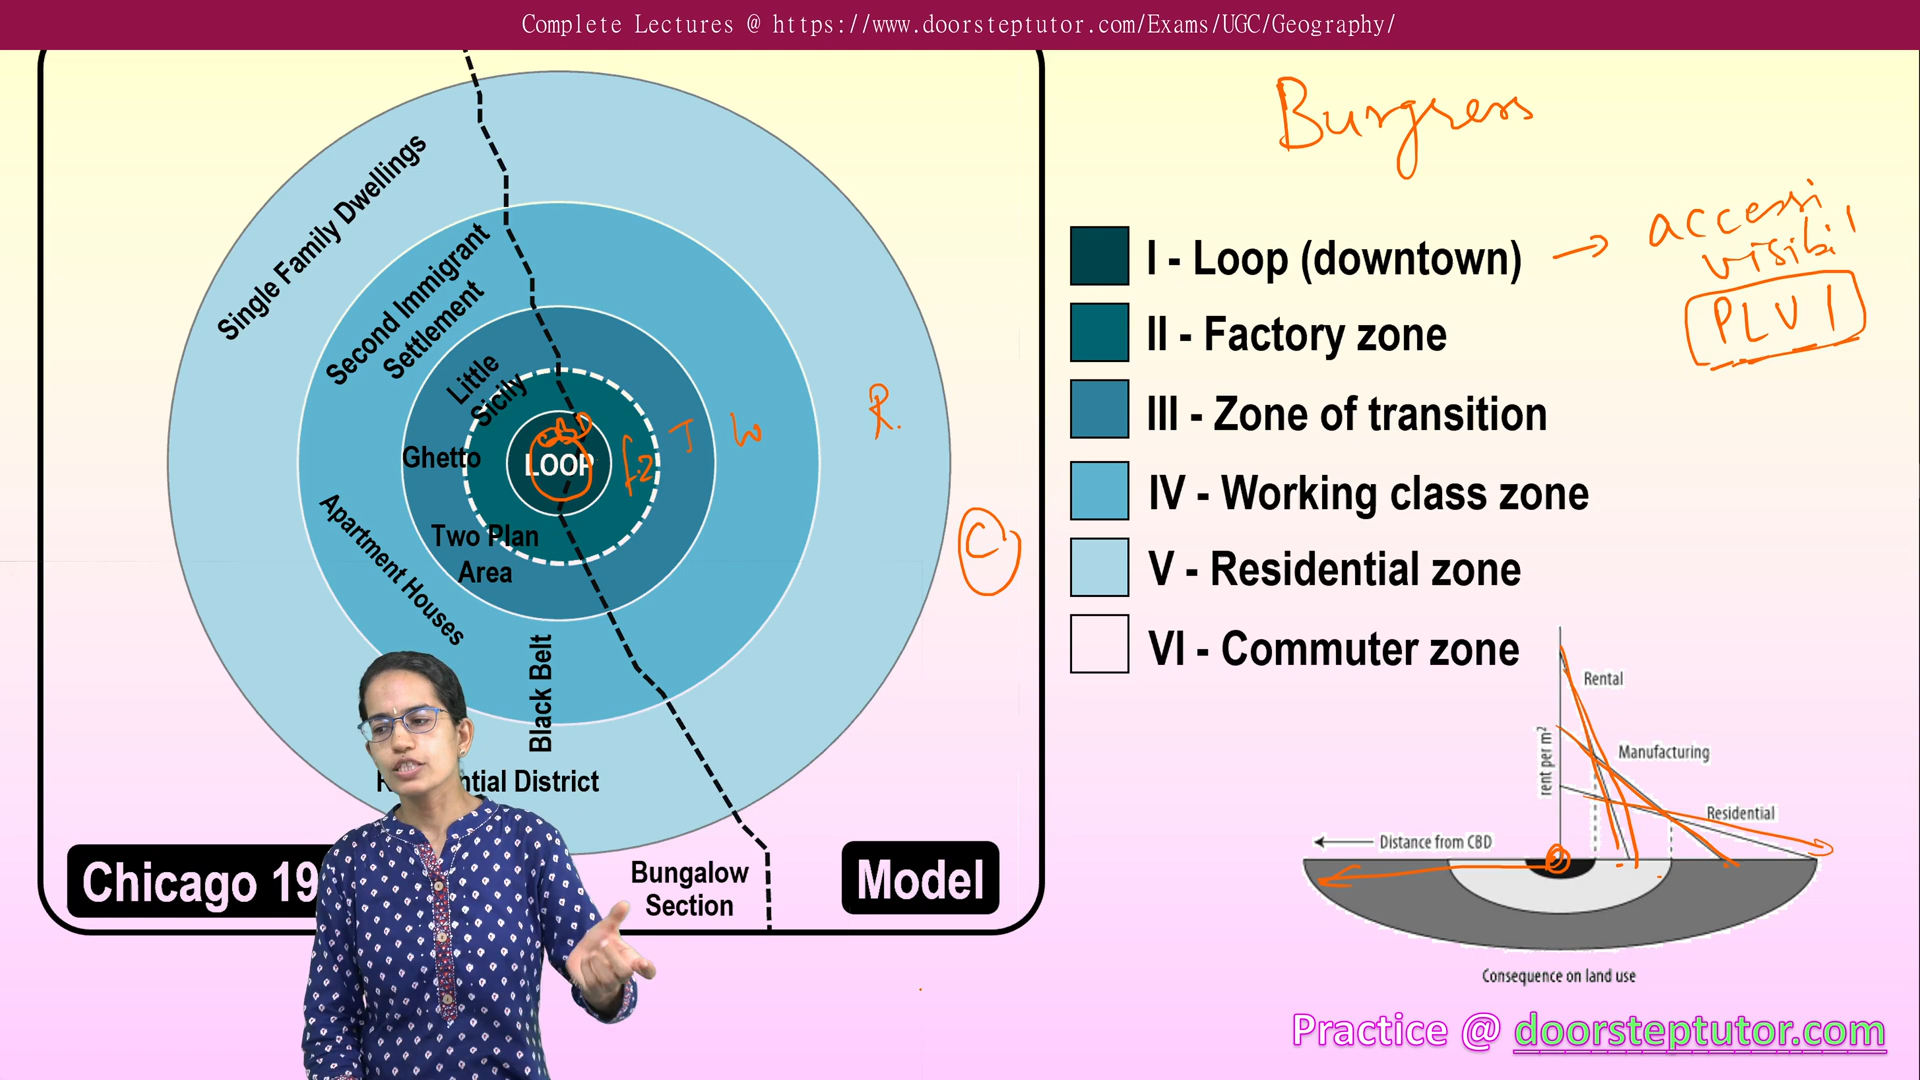 Complete Lectures @ https://www.doorsteptutor.com/Exams/UGC/Geography/
Single Family Dwellings
Second Immigrant
Settlement
Little
Sicily
CBD
LOOP
Ghetto
f.z
T
W
R.
C
Two Plan
Area
Apartment Houses
Black Belt
District
Bungalow
Section
Chicago 19
Model
Burgsess
I - Loop (downtown)
accessi
visibil
PLVI
II - Factory zone
III - Zone of transition
IV - Working class zone
V - Residential zone
VI - Commuter zone
Rental
rent per m²
Manufacturing
Residential
Distance from CBD
Consequence on land use
Practice @ doorsteptutor.com